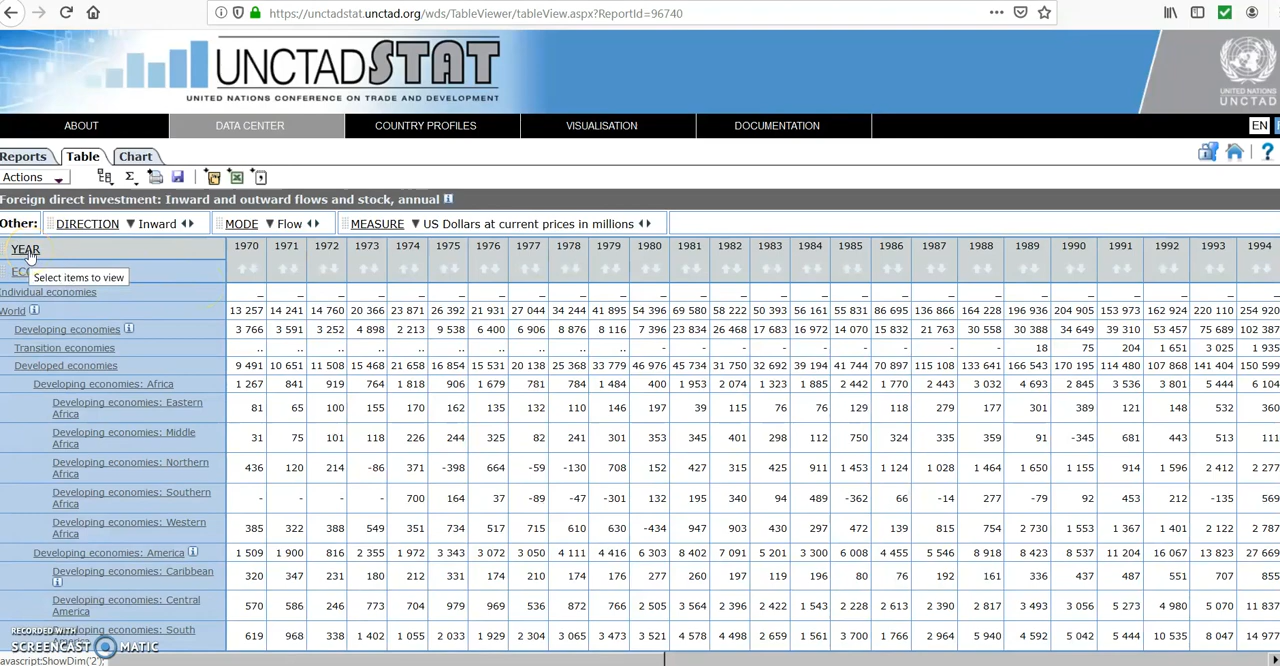 https://unctadstat.unctad.org/wds/TableViewer/tableView.aspx?ReportId=96740
UNCTADSTAT
UNITED NATIONS CONFERENCE ON TRADE AND DEVELOPMENT
UNITED NATIONS
UNCTAD
ABOUT DATA CENTER COUNTRY PROFILES VISUALISATION DOCUMENTATION EN
Reports Table Chart
Actions
Foreign direct investment: Inward and outward flows and stock, annual
Other: DIRECTION Inward MODE Flow MEASURE US Dollars at current prices in millions
YEAR 1970 1971 1972 1973 1974 1975 1976 1977 1978 1979 1980 1981 1982 1983 1984 1985 1986 1987 1988 1989 1990 1991 1992 1993 1994
Select items to view
Individual economies _ _ _ _ _ _ _ _ _ _ _ _ _ _ _ _ _ _ _ _ _ _ _ _ _
World 13 257 14 241 14 760 20 366 23 871 26 392 21 931 27 044 34 244 41 895 54 396 69 580 58 222 50 393 56 161 55 831 86 695 136 866 164 228 196 936 204 905 153 973 162 924 220 110 254 920
Developing economies 3 766 3 591 3 252 4 898 2 213 9 538 6 400 6 906 8 876 8 116 7 396 23 834 26 468 17 683 16 972 14 070 15 832 21 763 30 558 30 388 34 649 39 310 53 457 75 689 102 387
Transition economies .. .. .. .. .. .. .. .. .. .. - - - - - - - - - 18 75 204 1 651 3 025 1 935
Developed economies 9 491 10 651 11 508 15 468 21 658 16 854 15 531 20 138 25 368 33 779 46 976 45 734 31 750 32 692 39 194 41 744 70 897 115 108 133 641 166 543 170 195 114 480 107 868 141 404 150 599
Developing economies: Africa 1 267 841 919 764 1 818 906 1 679 781 784 1 484 400 1 953 2 074 1 323 1 885 2 442 1 770 2 443 3 032 4 693 2 845 3 536 3 801 5 444 6 104
Developing economies: Eastern
Africa 81 65 100 155 170 162 135 132 110 146 197 39 115 76 76 129 118 279 177 301 389 121 148 532 360
Developing economies: Middle
Africa 31 75 101 118 226 244 325 82 241 301 353 345 401 298 112 750 324 335 359 91 -345 681 443 513 111
Developing economies: Northern
Africa 436 120 214 -86 371 -398 664 -59 -130 708 152 427 315 425 911 1 453 1 124 1 028 1 464 1 650 1 155 914 1 596 2 412 2 277
Developing economies: Southern
Africa - - - - 700 164 37 -89 -47 -301 132 195 340 94 489 -362 66 -14 277 -79 92 453 212 -135 569
Developing economies: Western
Africa 385 322 388 549 351 734 517 715 610 630 -434 947 903 430 297 472 139 815 754 2 730 1 553 1 367 1 401 2 122 2 787
Developing economies: America 1 509 1 900 816 2 355 1 972 3 343 3 072 3 050 4 111 4 416 6 303 8 402 7 091 5 201 3 300 6 008 4 455 5 546 8 918 8 423 8 537 11 204 16 067 13 823 27 669
Developing economies: Caribbean 320 347 231 180 212 331 174 210 174 176 277 260 197 119 196 80 76 192 161 336 437 487 551 707 855
Developing economies: Central
America 570 586 246 773 704 979 968 536 872 766 2 505 3 564 2 396 2 422 1 543 2 228 2 613 2 390 2 817 3 493 3 056 5 273 4 980 5 070 11 837
economies: South 619 968 338 1 402 1 055 2 033 1 929 2 304 3 065 3 473 3 521 4 578 4 498 3 700 1 766 2 964 5 940 4 592 5 042 5 444 10 535 8 047 14 977
RECORDED WITH
SCREENCAST MATIC
avascript:ShowDim('2');